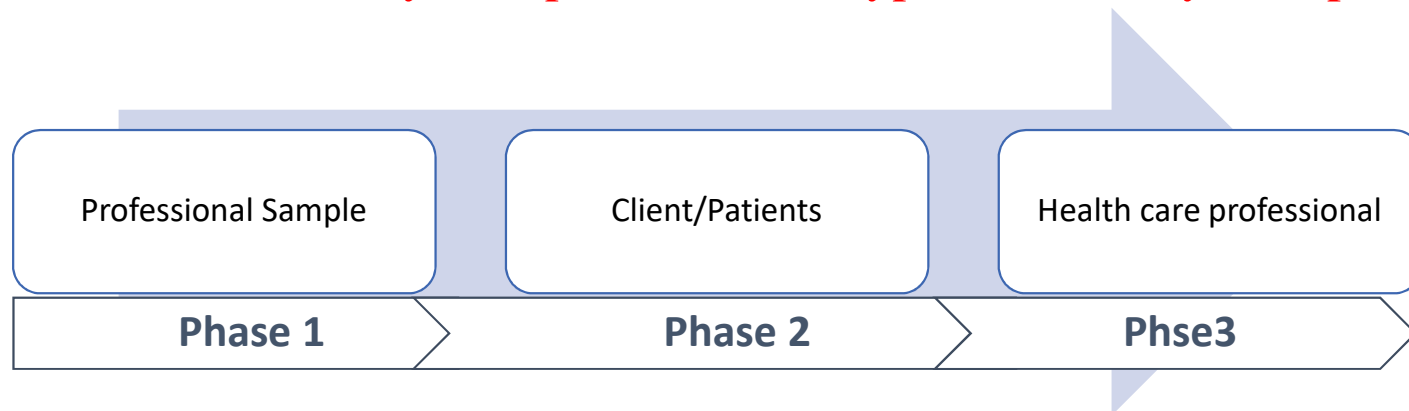 Professional Sample
Client/Patients
Health care professional
Phase 1
Phase 2
Phse3